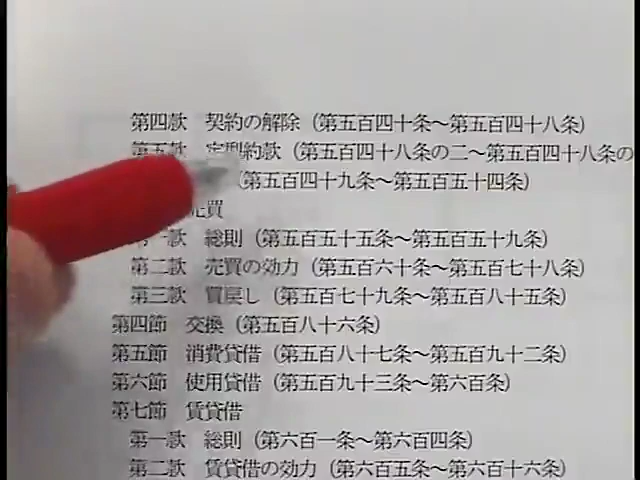 第四款 契約の解除（第五百四十条～第五百四十八条）
第五款 定型約款（第五百四十八条の二～第五百四十八条の
（第五百四十九条～第五百五十四条）
売買
第一款 総則（第五百五十五条～第五百五十九条）
第二款 売買の効力（第五百六十条～第五百七十八条）
第三款 買戻し（第五百七十九条～第五百八十五条）
第四節 交換（第五百八十六条）
第五節 消費貸借（第五百八十七条～第五百九十二条）
第六節 使用貸借（第五百九十三条～第六百条）
第七節 賃貸借
第一款 総則（第六百一条～第六百四条）
第二款 賃貸借の効力（第六百五条～第六百十六条）